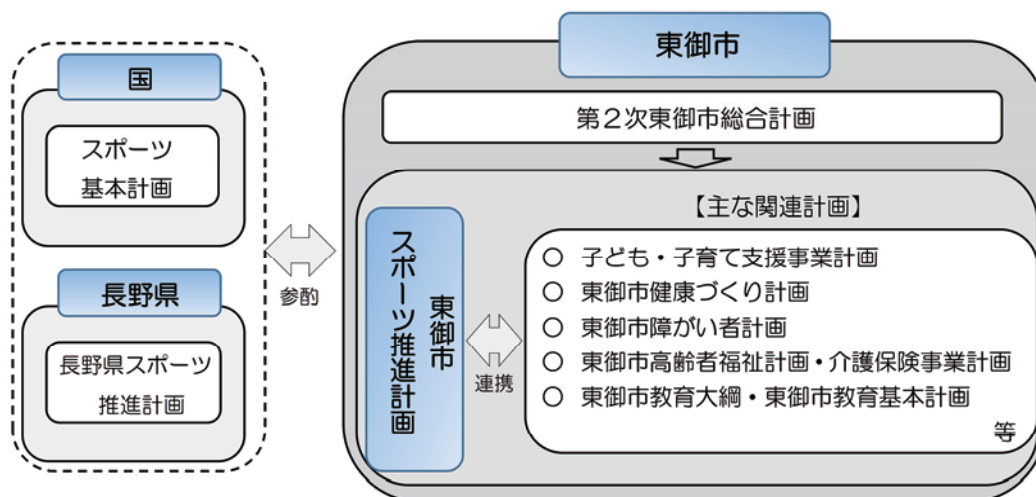 国
スポーツ
基本計画
長野県
長野県スポーツ
推進計画
参酌
東御市
第2次東御市総合計画
【主な関連計画】
東御市
スポーツ推進計画
連携
○ 子ども・子育て支援事業計画
○ 東御市健康づくり計画
○ 東御市障がい者計画
○ 東御市高齢者福祉計画・介護保険事業計画
○ 東御市教育大綱・東御市教育基本計画
等